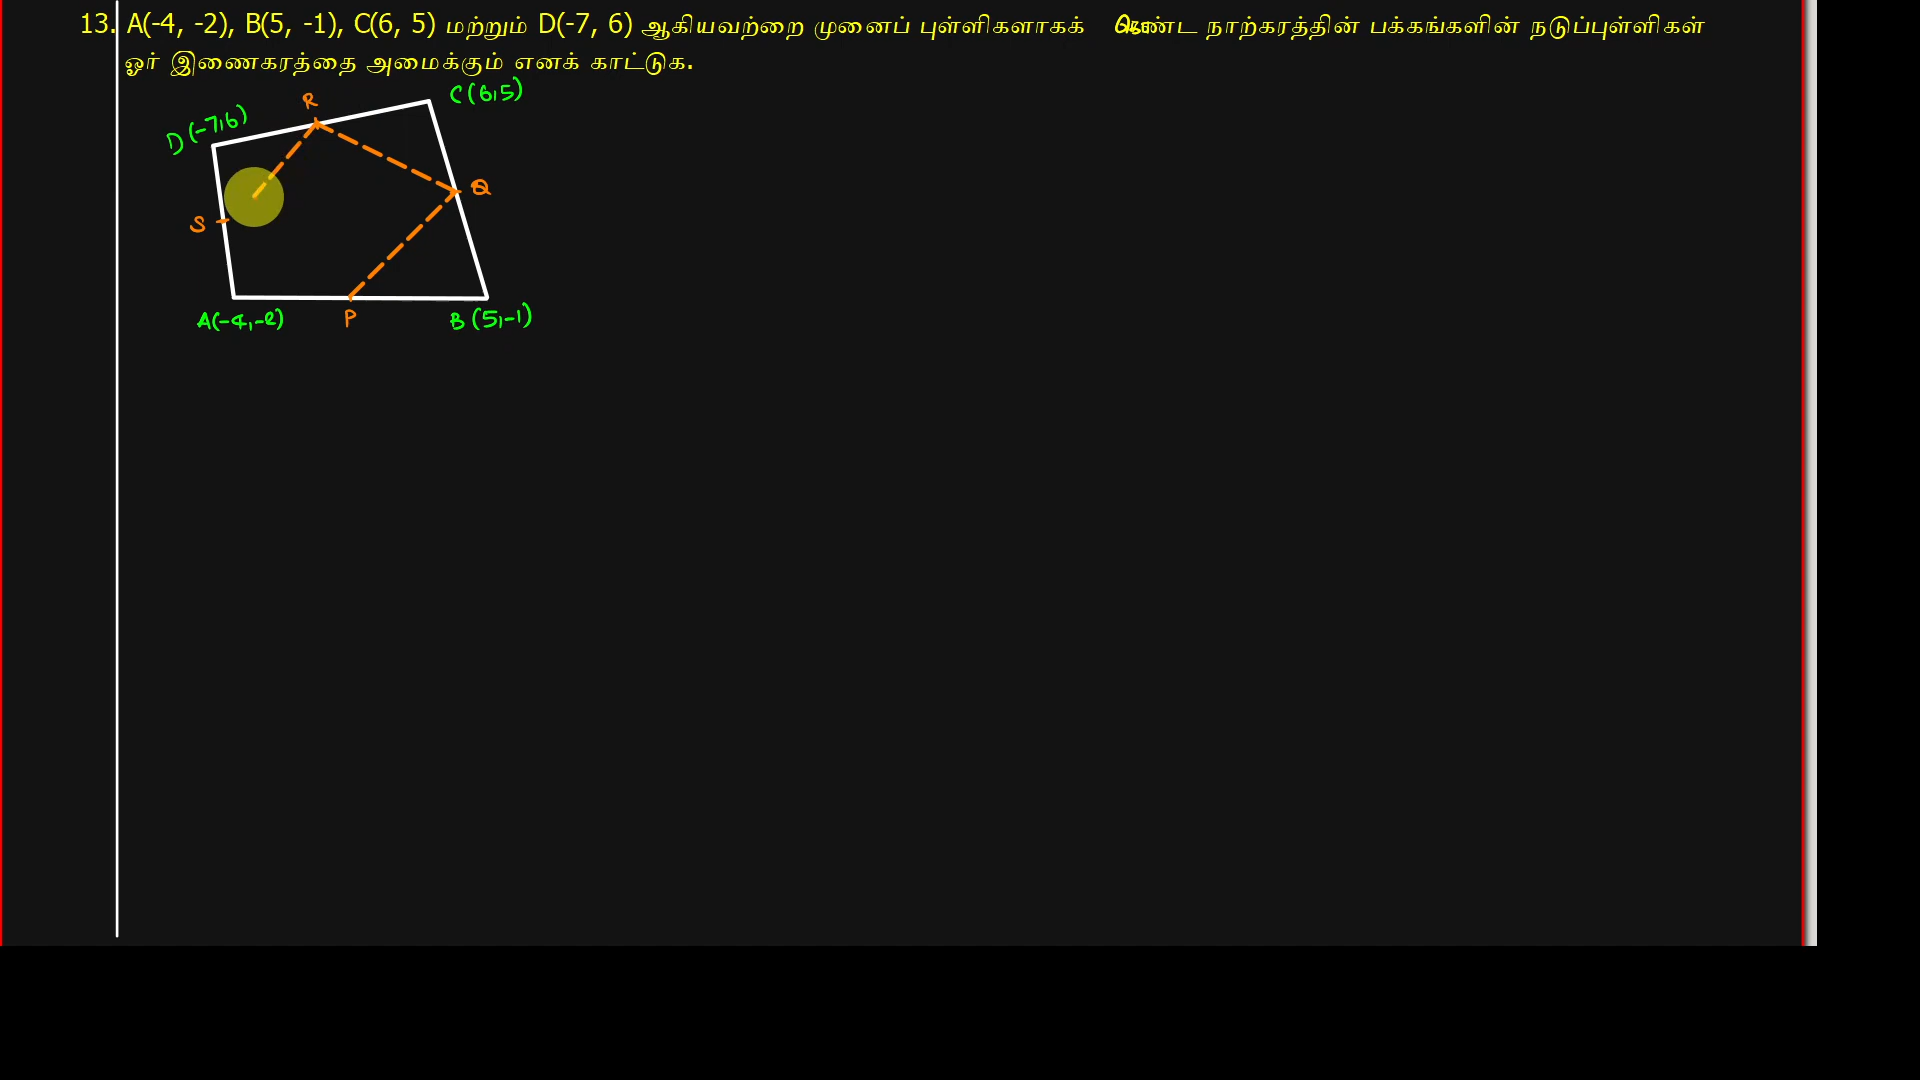 13. A(-4, -2), B(5, -1), C(6, 5) மற்றும் D(-7, 6) ஆகியவற்றை முனைப் புள்ளிகளாகக் கொண்ட நாற்கரத்தின் பக்கங்களின் நடுப்புள்ளிகள்
ஓர் இணைகரத்தை அமைக்கும் எனக் காட்டுக.
R
C(6,5)
D(-7,6)
Q
S
A(-4,-2)
P
B(5,-1)